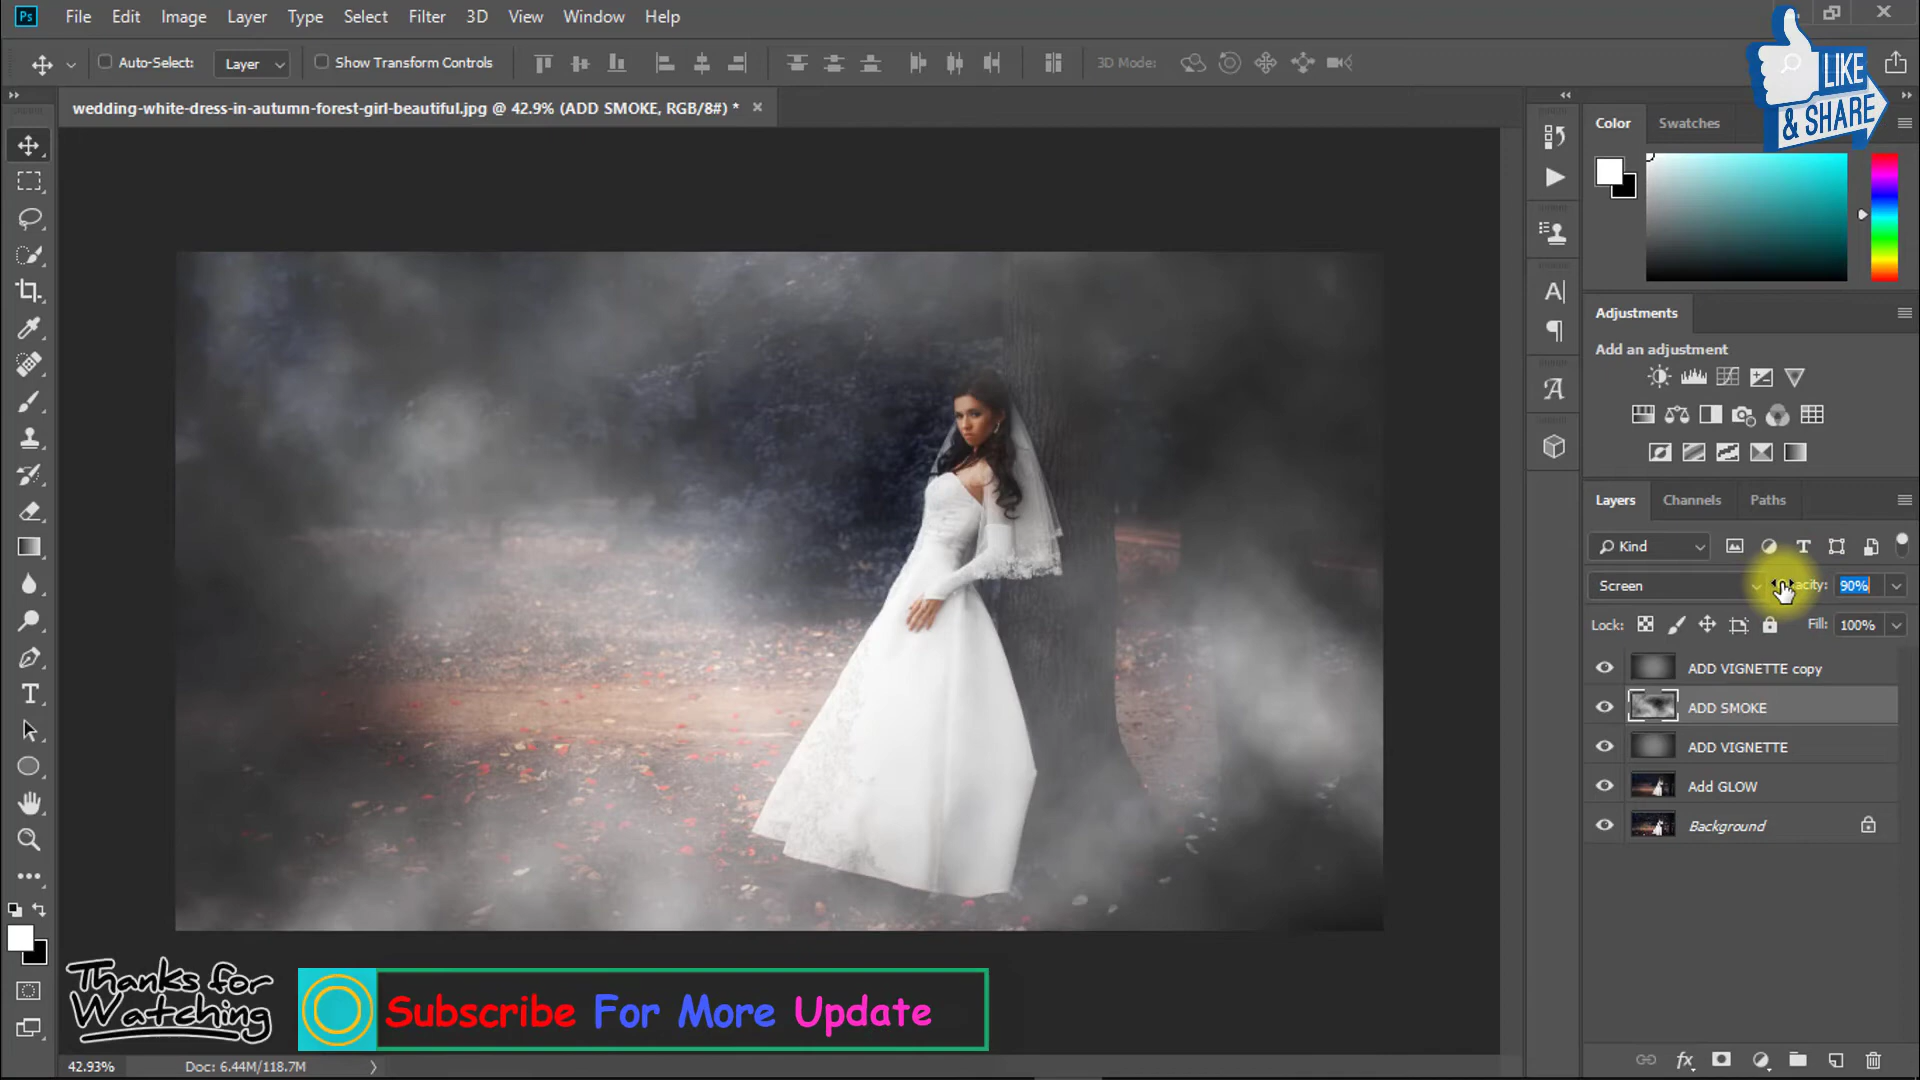 Ps File Edit Image Layer Type Select Filter 3D View Window Help
Auto-Select: Layer Show Transform Controls 3D Mode:
LIKE
& SHARE
wedding-white-dress-in-autumn-forest-girl-beautiful.jpg @ 42.9% (ADD SMOKE, RGB/8#) *
Color Swatches
Adjustments
Add an adjustment
Layers Channels Paths
Kind
Screen 90%
Lock: Fill: 100%
ADD VIGNETTE copy
ADD SMOKE
ADD VIGNETTE
Add GLOW
Background
Thanks for
Watching
Subscribe For More Update
42.93% Doc: 6.44M/118.7M